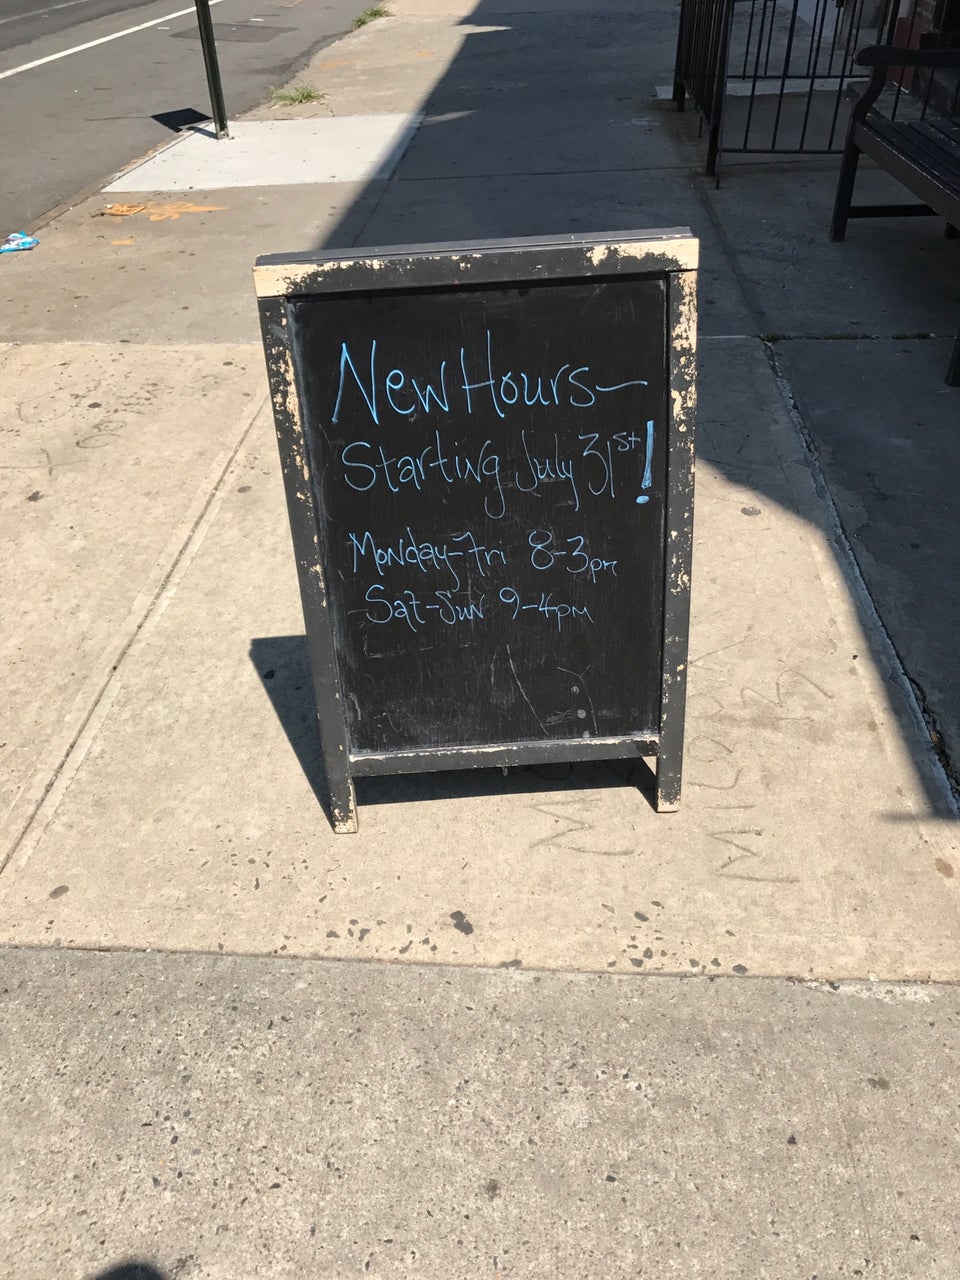 New Hours—
Starting July 31st!
Monday-Fri 8-3pm
Sat-Sun 9-4pm